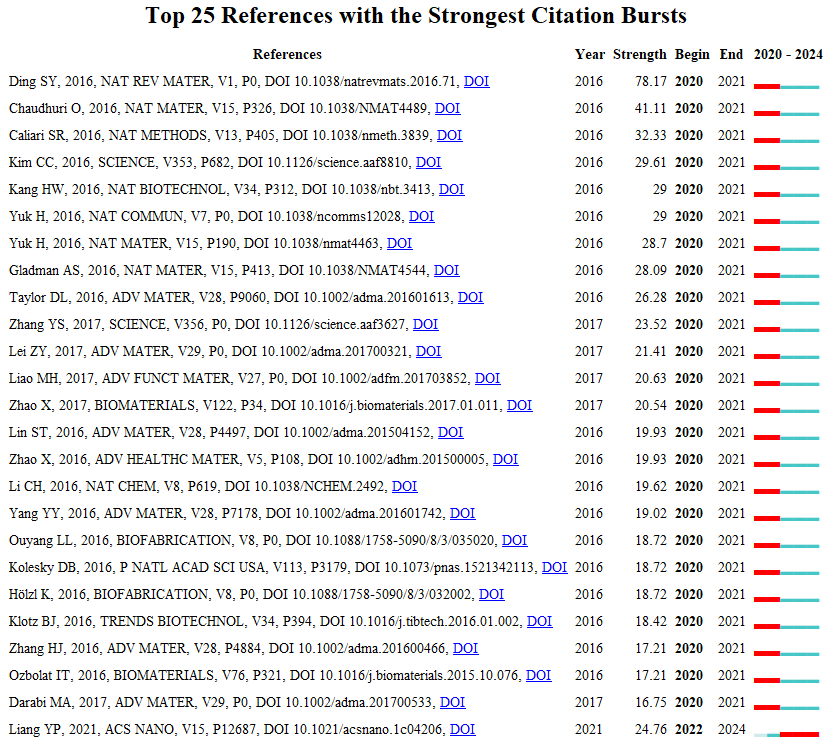 Top 25 References with the Strongest Citation Bursts
References Year Strength Begin End 2020 - 2024
Ding SY, 2016, NAT REV MATER, V1, P0, DOI 10.1038/natrevmats.2016.71, DOI 2016 78.17 2020 2021
Chaudhuri O, 2016, NAT MATER, V15, P326, DOI 10.1038/NMAT4489, DOI 2016 41.11 2020 2021
Caliari SR, 2016, NAT METHODS, V13, P405, DOI 10.1038/nmeth.3839, DOI 2016 32.33 2020 2021
Kim CC, 2016, SCIENCE, V353, P682, DOI 10.1126/science.aaf8810, DOI 2016 29.61 2020 2021
Kang HW, 2016, NAT BIOTECHNOL, V34, P312, DOI 10.1038/nbt.3413, DOI 2016 29 2020 2021
Yuk H, 2016, NAT COMMUN, V7, P0, DOI 10.1038/ncomms12028, DOI 2016 29 2020 2021
Yuk H, 2016, NAT MATER, V15, P190, DOI 10.1038/nmat4463, DOI 2016 28.7 2020 2021
Gladman AS, 2016, NAT MATER, V15, P413, DOI 10.1038/NMAT4544, DOI 2016 28.09 2020 2021
Taylor DL, 2016, ADV MATER, V28, P9060, DOI 10.1002/adma.201601613, DOI 2016 26.28 2020 2021
Zhang YS, 2017, SCIENCE, V356, P0, DOI 10.1126/science.aaf3627, DOI 2017 23.52 2020 2021
Lei ZY, 2017, ADV MATER, V29, P0, DOI 10.1002/adma.201700321, DOI 2017 21.41 2020 2021
Liao MH, 2017, ADV FUNCT MATER, V27, P0, DOI 10.1002/adfm.201703852, DOI 2017 20.63 2020 2021
Zhao X, 2017, BIOMATERIALS, V122, P34, DOI 10.1016/j.biomaterials.2017.01.011, DOI 2017 20.54 2020 2021
Lin ST, 2016, ADV MATER, V28, P4497, DOI 10.1002/adma.201504152, DOI 2016 19.93 2020 2021
Zhao X, 2016, ADV HEALTHC MATER, V5, P108, DOI 10.1002/adhm.201500005, DOI 2016 19.93 2020 2021
Li CH, 2016, NAT CHEM, V8, P619, DOI 10.1038/NCHEM.2492, DOI 2016 19.62 2020 2021
Yang YY, 2016, ADV MATER, V28, P7178, DOI 10.1002/adma.201601742, DOI 2016 19.02 2020 2021
Ouyang LL, 2016, BIOFABRICATION, V8, P0, DOI 10.1088/1758-5090/8/3/035020, DOI 2016 18.72 2020 2021
Kolesky DB, 2016, P NATL ACAD SCI USA, V113, P3179, DOI 10.1073/pnas.1521342113, DOI 2016 18.72 2020 2021
Hölzl K, 2016, BIOFABRICATION, V8, P0, DOI 10.1088/1758-5090/8/3/032002, DOI 2016 18.72 2020 2021
Klotz BJ, 2016, TRENDS BIOTECHNOL, V34, P394, DOI 10.1016/j.tibtech.2016.01.002, DOI 2016 18.42 2020 2021
Zhang HJ, 2016, ADV MATER, V28, P4884, DOI 10.1002/adma.201600466, DOI 2016 17.21 2020 2021
Ozbolat IT, 2016, BIOMATERIALS, V76, P321, DOI 10.1016/j.biomaterials.2015.10.076, DOI 2016 17.21 2020 2021
Darabi MA, 2017, ADV MATER, V29, P0, DOI 10.1002/adma.201700533, DOI 2017 16.75 2020 2021
Liang YP, 2021, ACS NANO, V15, P12687, DOI 10.1021/acsnano.1c04206, DOI 2021 24.76 2022 2024